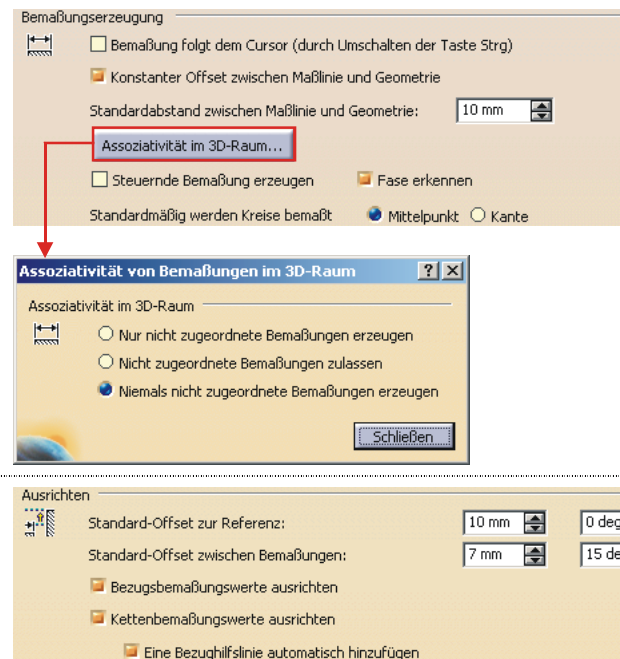 Bemaßungserzeugung
Bemaßung folgt dem Cursor (durch Umschalten der Taste Strg)
Konstanter Offset zwischen Maßlinie und Geometrie
Standardabstand zwischen Maßlinie und Geometrie: 10 mm
Assoziativität im 3D-Raum...
Steuernde Bemaßung erzeugen Fase erkennen
Standardmäßig werden Kreise bemaßt Mittelpunkt Kante
Assoziativität von Bemaßungen im 3D-Raum ? X
Assoziativität im 3D-Raum
Nur nicht zugeordnete Bemaßungen erzeugen
Nicht zugeordnete Bemaßungen zulassen
Niemals nicht zugeordnete Bemaßungen erzeugen
Schließen
Ausrichten
Standard-Offset zur Referenz: 10 mm 0 deg
Standard-Offset zwischen Bemaßungen: 7 mm 15 de
Bezugsbemaßungswerte ausrichten
Kettenbemaßungswerte ausrichten
Eine Bezughilfslinie automatisch hinzufügen